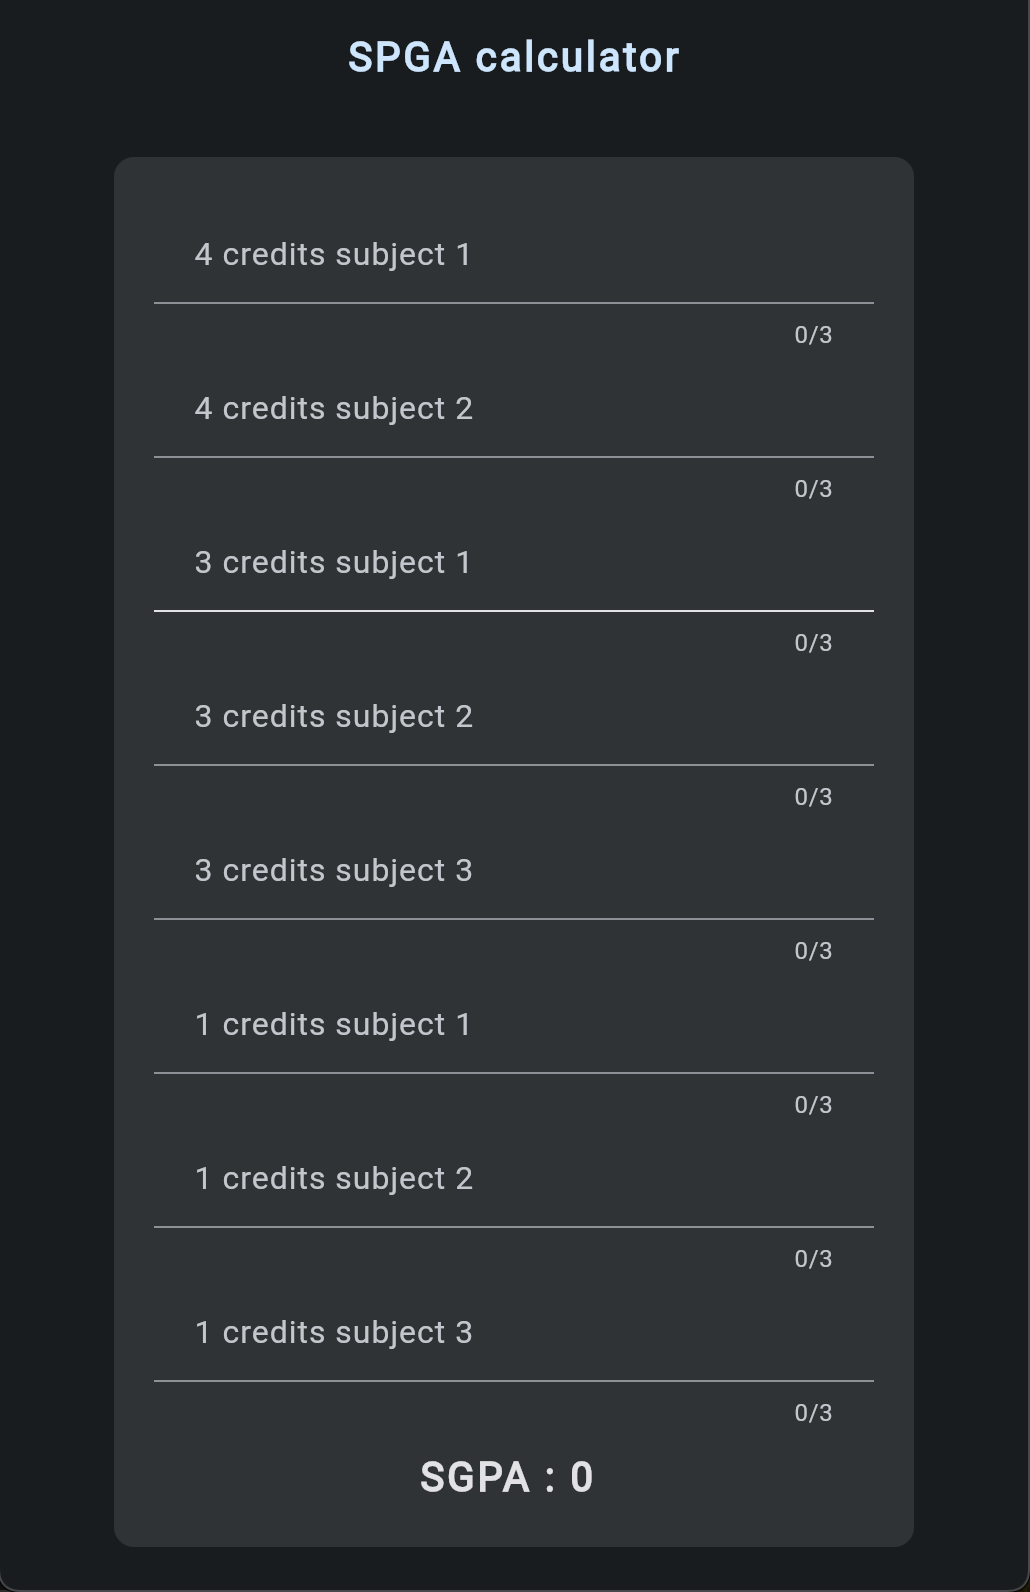 SPGA calculator
4 credits subject 1
0/3
4 credits subject 2
0/3
3 credits subject 1
0/3
3 credits subject 2
0/3
3 credits subject 3
0/3
1 credits subject 1
0/3
1 credits subject 2
0/3
1 credits subject 3
0/3
SGPA : 0